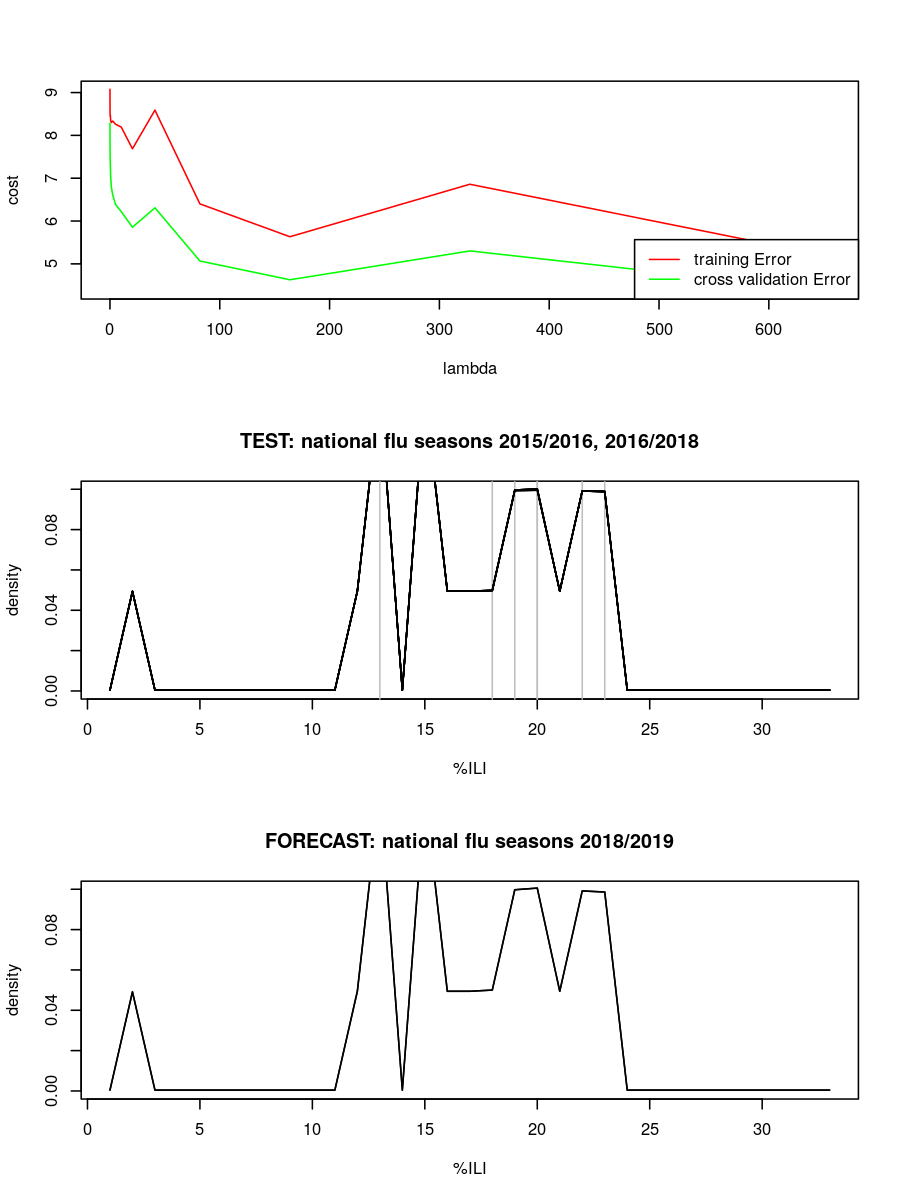 9
8
7
6
5
cost
training Error
cross validation Error
0 100 200 300 400 500 600
lambda
TEST: national flu seasons 2015/2016, 2016/2018
0.08
0.04
0.00
density
0 5 10 15 20 25 30
%ILI
FORECAST: national flu seasons 2018/2019
0.08
0.04
0.00
density
0 5 10 15 20 25 30
%ILI